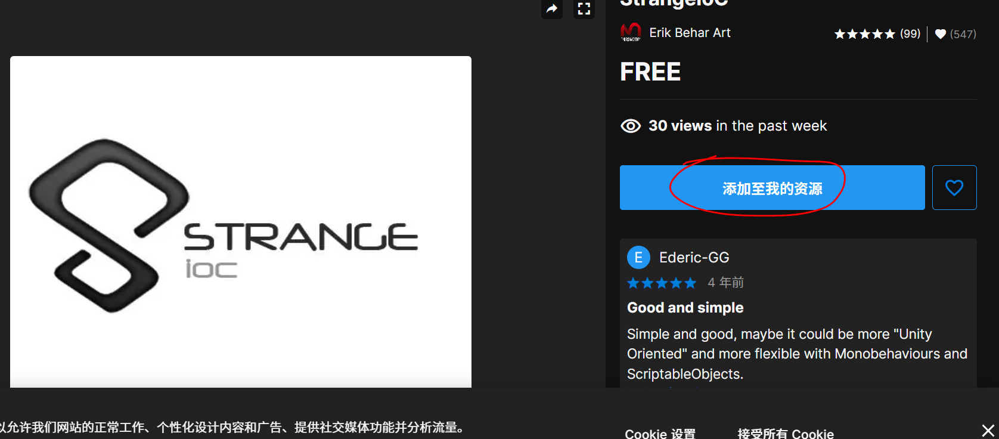 StrangeIoC
THIRDMOTION
Erik Behar Art
(99)
(547)
FREE
30 views in the past week
添加至我的资源
STRANGE
ioc
E
Ederic-GG
4 年前
Good and simple
Simple and good, maybe it could be more "Unity
Oriented" and more flexible with Monobehaviours and
ScriptableObjects.
以允许我们网站的正常工作、个性化设计内容和广告、提供社交媒体功能并分析流量。
Cookie 设置
接受所有 Cookie